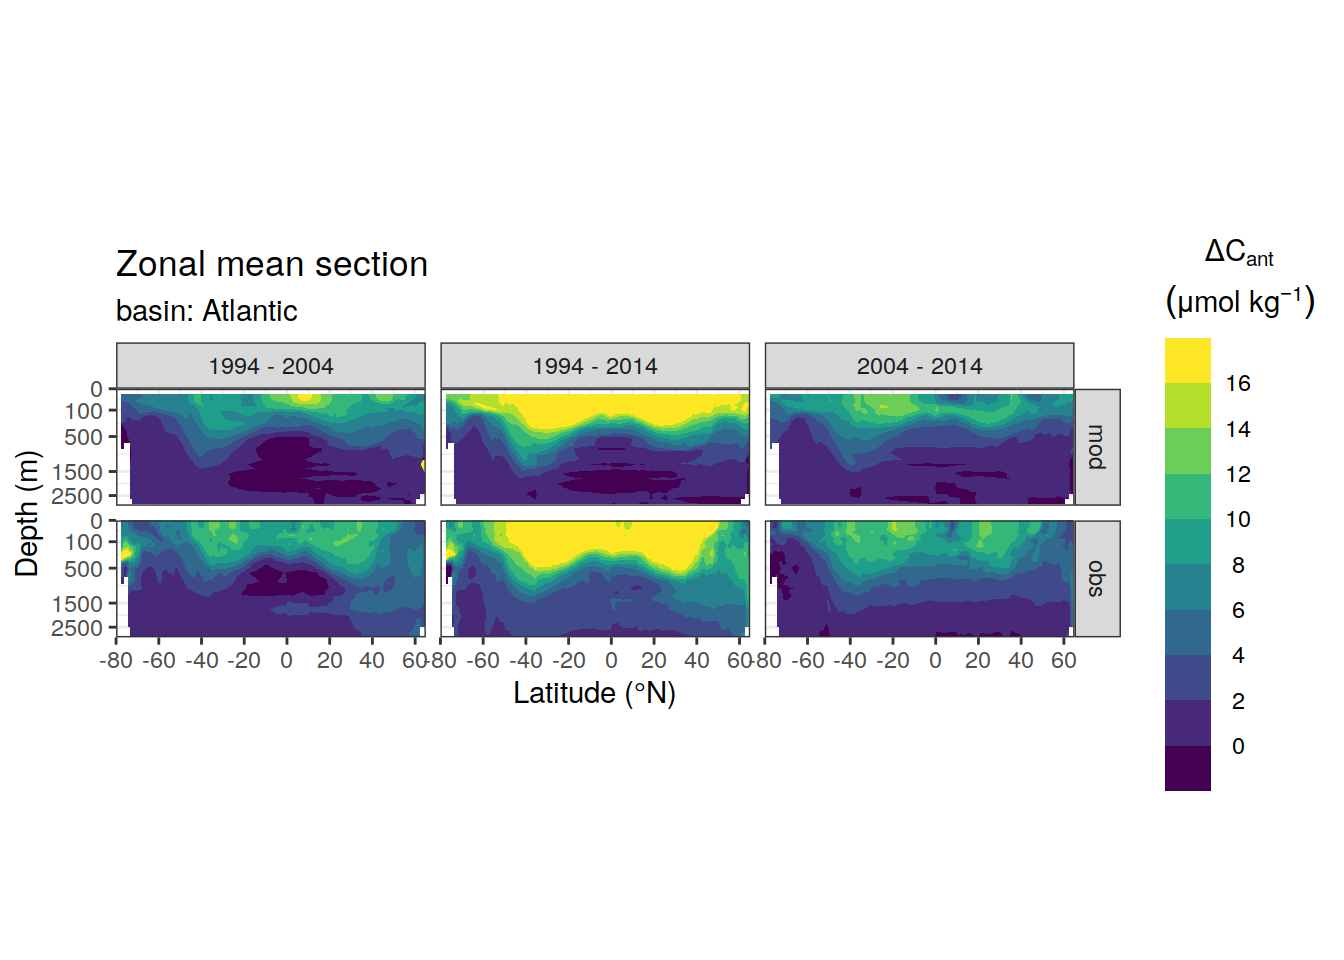 Zonal mean section
basin: Atlantic
ΔCant
(μmol kg⁻¹)
1994 - 2004 1994 - 2014 2004 - 2014
0
100
500
1500
2500
mod
0
100
500
1500
2500
obs
Depth (m)
-80 -60 -40 -20 0 20 40 60 -80 -60 -40 -20 0 20 40 60 -80 -60 -40 -20 0 20 40 60
Latitude (°N)
16
14
12
10
8
6
4
2
0